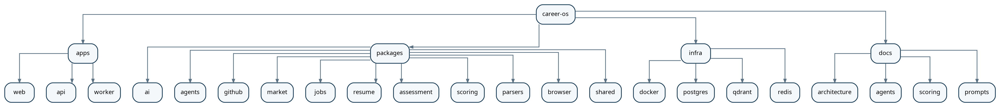 career-os
apps
packages
infra
docs
web
api
worker
ai
agents
github
market
jobs
resume
assessment
scoring
parsers
browser
shared
docker
postgres
qdrant
redis
architecture
agents
scoring
prompts